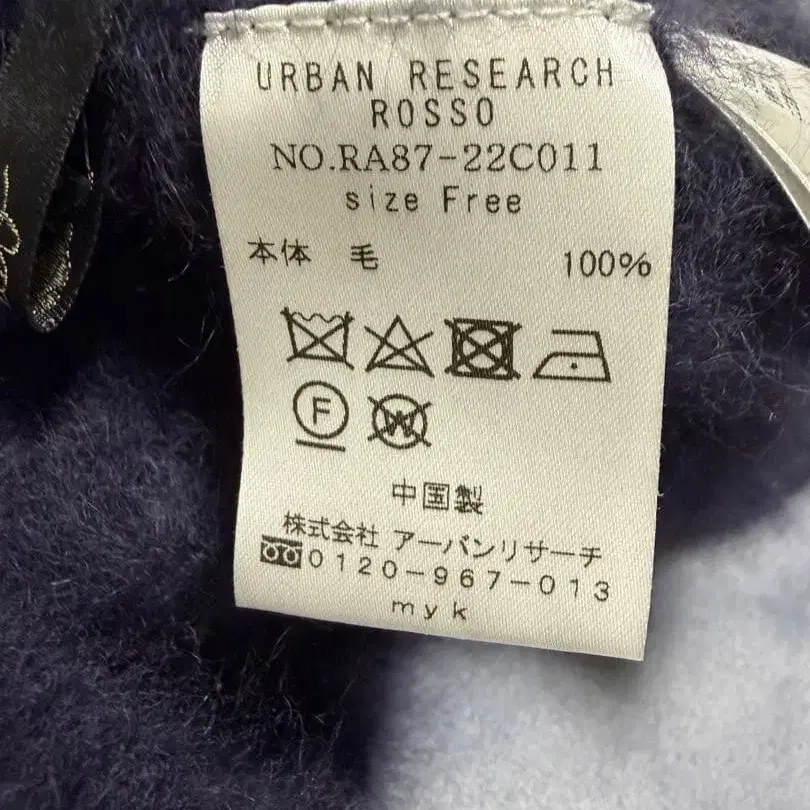 URBAN RESEARCH
ROSSO
NO.RA87-22C011
size Free
本体 毛 100%
F W
中国製
株式会社 アーバンリサーチ
0120-967-013
myk